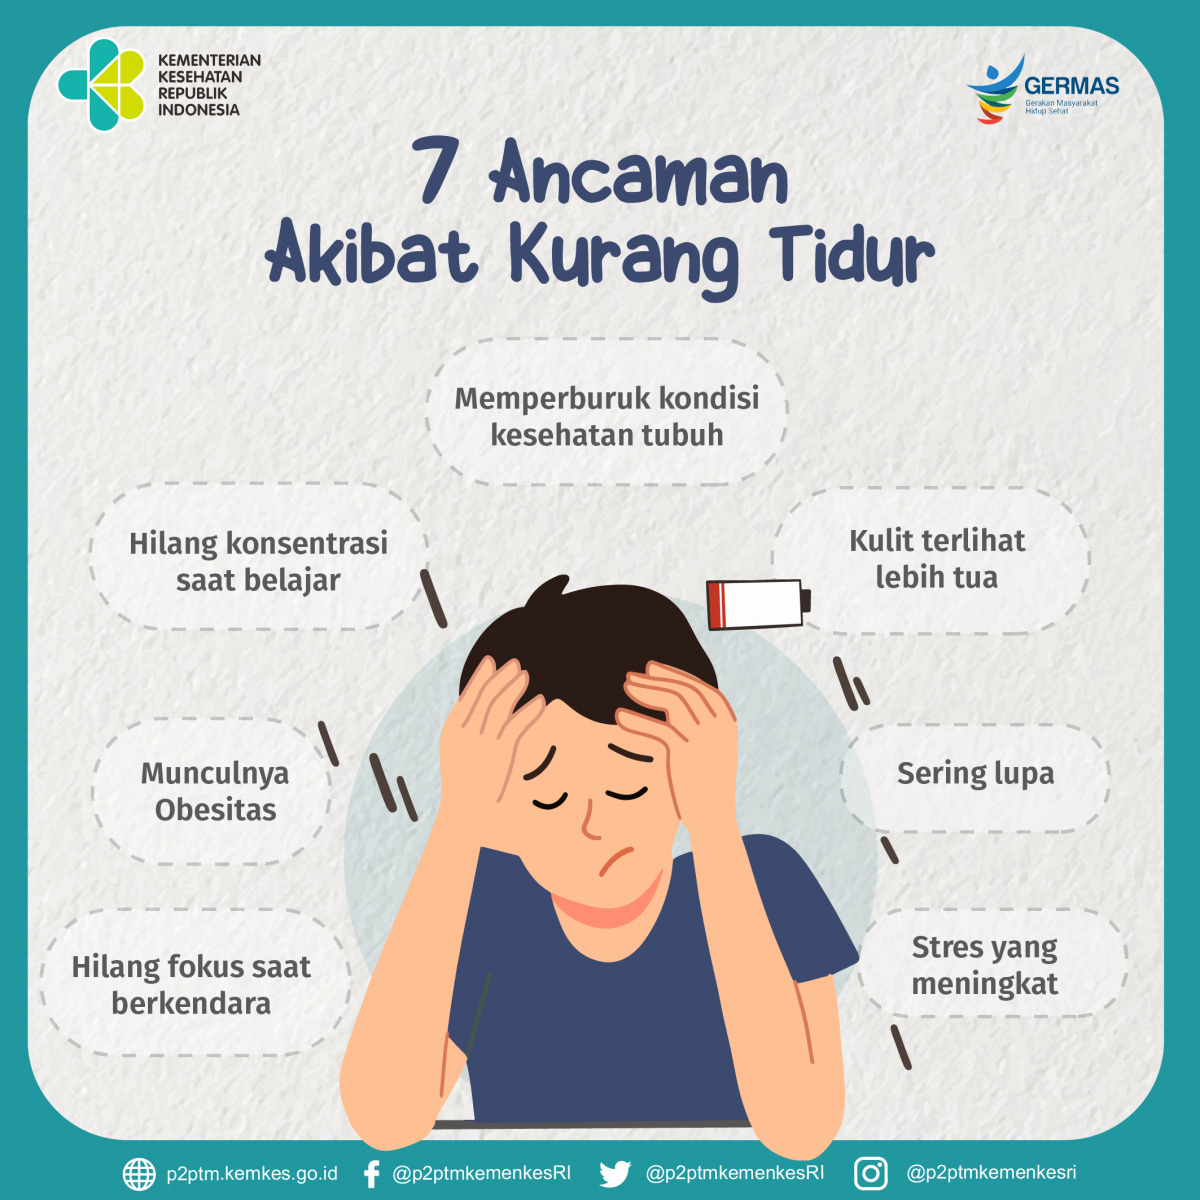 KEMENTERIAN
KESEHATAN
REPUBLIK
INDONESIA
GERMAS
Gerakan Masyarakat
Hidup Sehat
7 Ancaman
Akibat Kurang Tidur
Memperburuk kondisi
kesehatan tubuh
Hilang konsentrasi
saat belajar
Kulit terlihat
lebih tua
Munculnya
Obesitas
Sering lupa
Hilang fokus saat
berkendara
Stres yang
meningkat
p2ptm.kemkes.go.id
@p2ptmkemenkesRI
@p2ptmkemenkesRI
@p2ptmkemenkesri